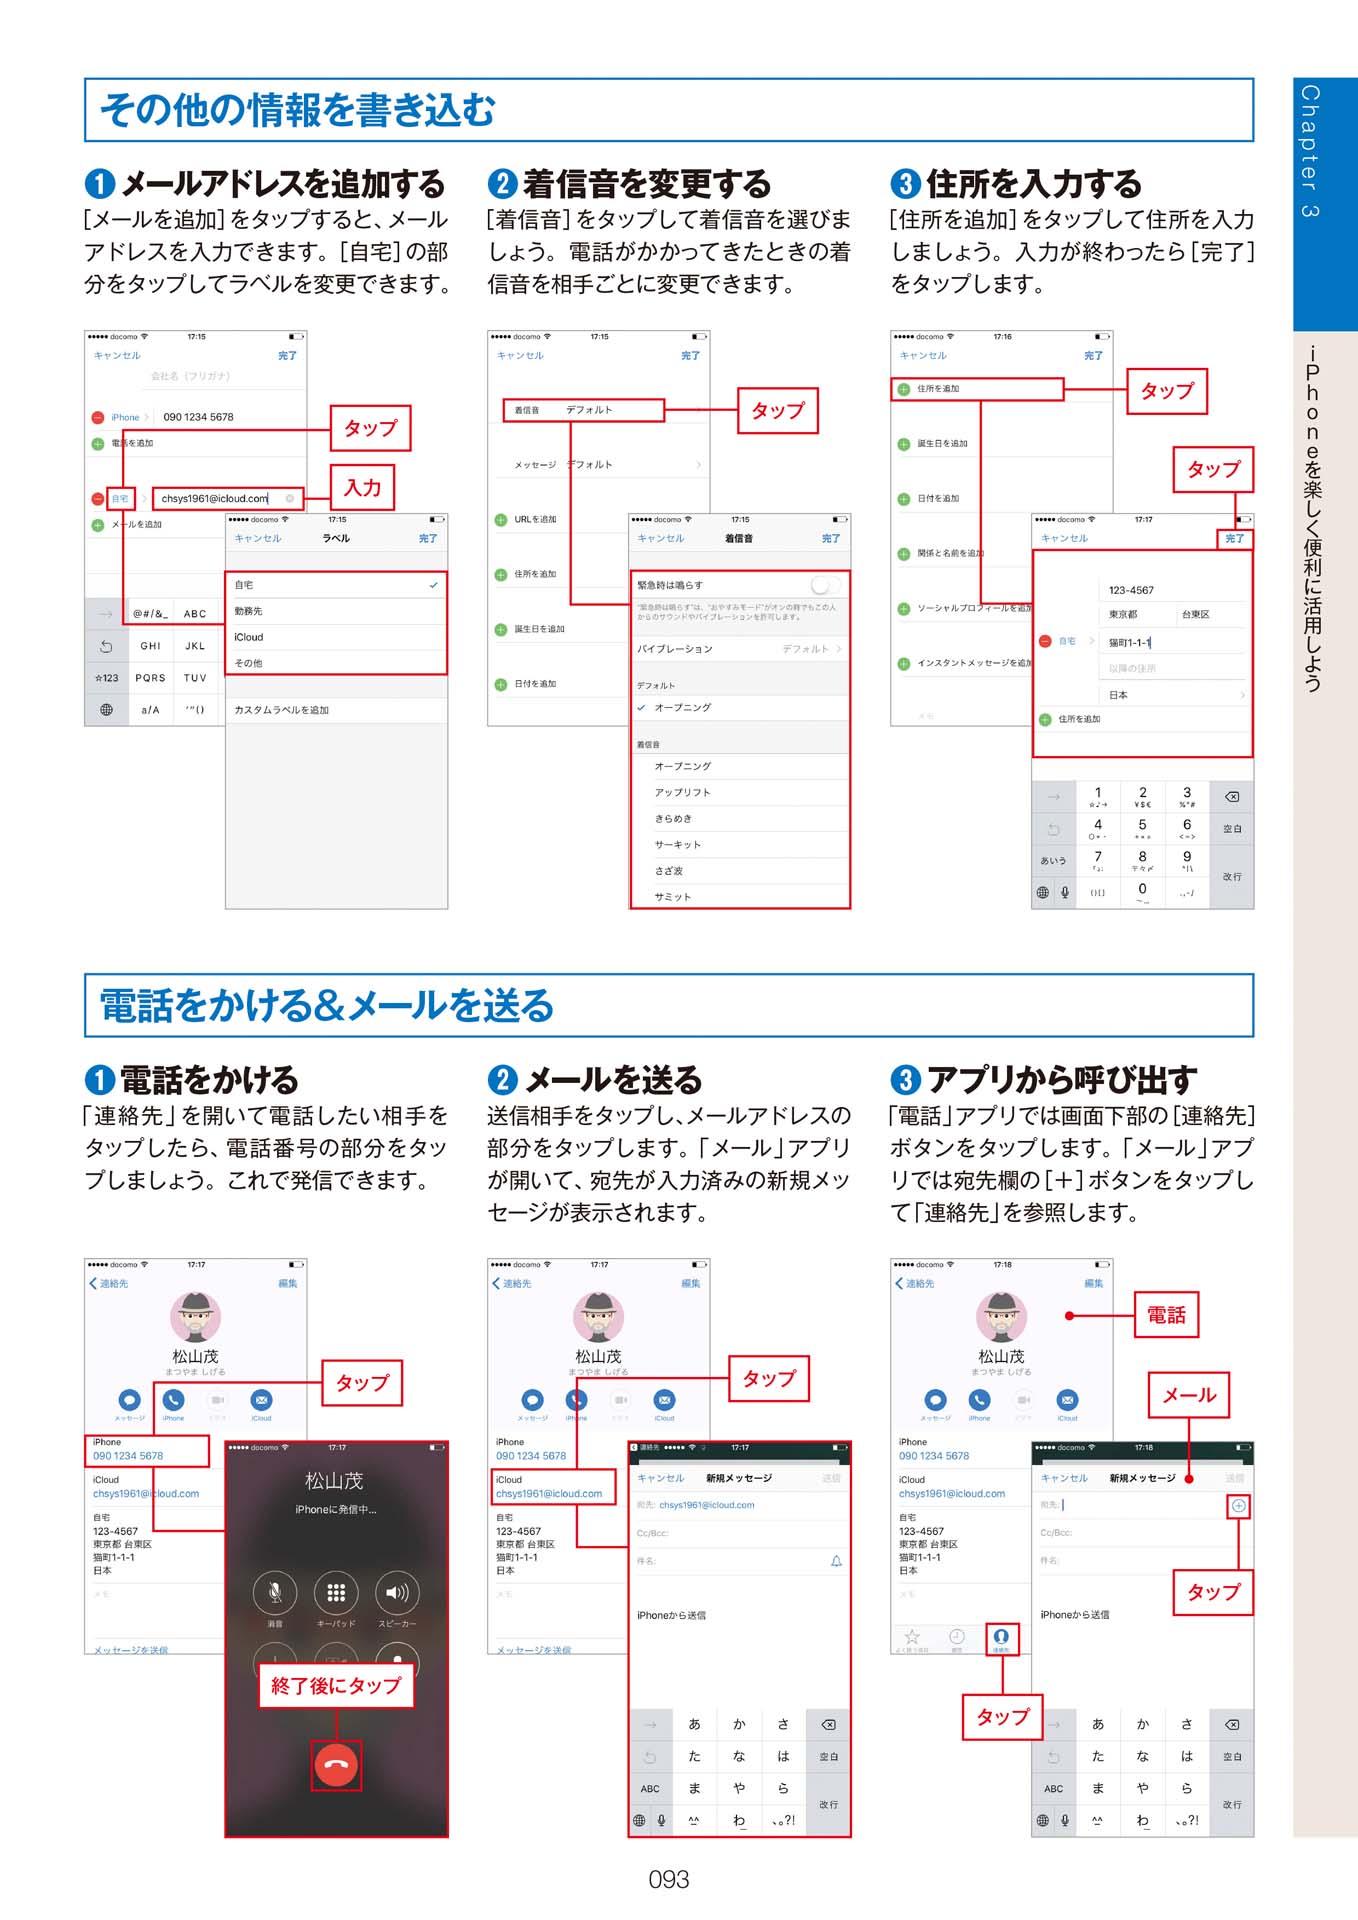 Chapter 3
iPhoneを楽しく便利に活用しよう
その他の情報を書き込む
❶メールアドレスを追加する
[メールを追加]をタップすると、メール
アドレスを入力できます。[自宅]の部
分をタップしてラベルを変更できます。
docomo 17:15
キャンセル 完了
会社名（フリガナ）
iPhone 090 1234 5678
電話を追加
自宅 chsys1961@icloud.com
メールを追加
→ @#/&_ ABC
GHI JKL
☆123 PQRS TUV
a/A '"()
タップ
入力
docomo 17:15
キャンセル ラベル 完了
自宅
勤務先
iCloud
その他
カスタムラベルを追加
❷着信音を変更する
[着信音]をタップして着信音を選びま
しょう。電話がかかってきたときの着
信音を相手ごとに変更できます。
docomo 17:15
キャンセル 完了
着信音 デフォルト
メッセージ デフォルト
URLを追加
住所を追加
誕生日を追加
日付を追加
タップ
docomo 17:15
キャンセル 着信音 完了
緊急時は鳴らす
"緊急時は鳴らす"は、"おやすみモード"がオンの時でもこの人
からのサウンドやバイブレーションを許可します。
バイブレーション デフォルト
デフォルト
オープニング
着信音
オープニング
アップリフト
きらめき
サーキット
さざ波
サミット
❸住所を入力する
[住所を追加]をタップして住所を入力
しましょう。入力が終わったら[完了]
をタップします。
docomo 17:16
キャンセル 完了
住所を追加
誕生日を追加
日付を追加
関係と名前を追加
ソーシャルプロフィールを追加
インスタントメッセージを追加
メモ
タップ
タップ
docomo 17:17
キャンセル 完了
123-4567
東京都 台東区
自宅 猫町1-1-1
以降の住所
日本
住所を追加
→ 1 2 3
☆♪→ ¥$€ %°#
4 5 6 空白
7 8 9
あいう 改行
()[] 0 .,-/
電話をかける&メールを送る
❶電話をかける
「連絡先」を開いて電話したい相手を
タップしたら、電話番号の部分をタッ
プしましょう。これで発信できます。
docomo 17:17
連絡先 編集
松山茂
まつやま しげる
メッセージ iPhone ビデオ iCloud
iPhone
090 1234 5678
iCloud
chsys1961@icloud.com
自宅
123-4567
東京都 台東区
猫町1-1-1
日本
メモ
メッセージを送信
タップ
docomo 17:17
松山茂
iPhoneに発信中...
消音 キーパッド スピーカー
終了後にタップ
❷メールを送る
送信相手をタップし、メールアドレスの
部分をタップします。「メール」アプリ
が開いて、宛先が入力済みの新規メッ
セージが表示されます。
docomo 17:17
連絡先 編集
松山茂
まつやま しげる
メッセージ iPhone ビデオ iCloud
iPhone
090 1234 5678
iCloud
chsys1961@icloud.com
自宅
123-4567
東京都 台東区
猫町1-1-1
日本
メモ
メッセージを送信
タップ
連絡先 17:17
キャンセル 新規メッセージ 送信
宛先: chsys1961@icloud.com
Cc/Bcc:
件名:
iPhoneから送信
→ あ か さ
た な は 空白
ABC ま や ら
^^ わ 、。?! 改行
❸アプリから呼び出す
「電話」アプリでは画面下部の[連絡先]
ボタンをタップします。「メール」アプ
リでは宛先欄の[＋]ボタンをタップし
て「連絡先」を参照します。
docomo 17:18
連絡先 編集
松山茂
まつやま しげる
メッセージ iPhone ビデオ iCloud
iPhone
090 1234 5678
iCloud
chsys1961@icloud.com
自宅
123-4567
東京都 台東区
猫町1-1-1
日本
メモ
よく使う項目 履歴 連絡先
電話
メール
タップ
タップ
docomo 17:18
キャンセル 新規メッセージ 送信
宛先:
Cc/Bcc:
件名:
iPhoneから送信
→ あ か さ
た な は 空白
ABC ま や ら
^^ わ 、。?! 改行
093